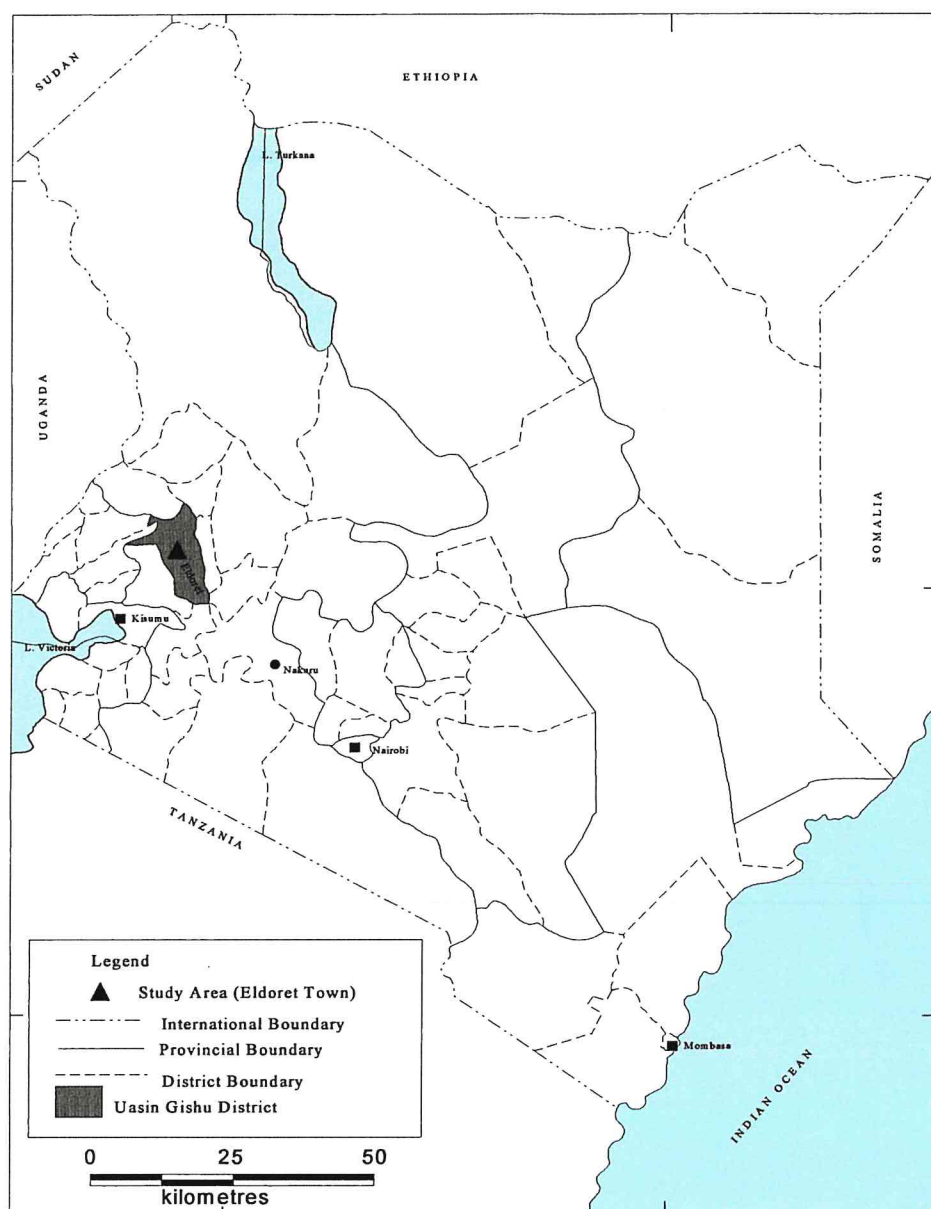 SUDAN
ETHIOPIA
L. Turkana
UGANDA
SOMALIA
Eldoret
Kisumu
L. Victoria
Nakuru
Nairobi
TANZANIA
Mombasa
INDIAN OCEAN
Legend
Study Area (Eldoret Town)
International Boundary
Provincial Boundary
District Boundary
Uasin Gishu District
0 25 50
kilometres